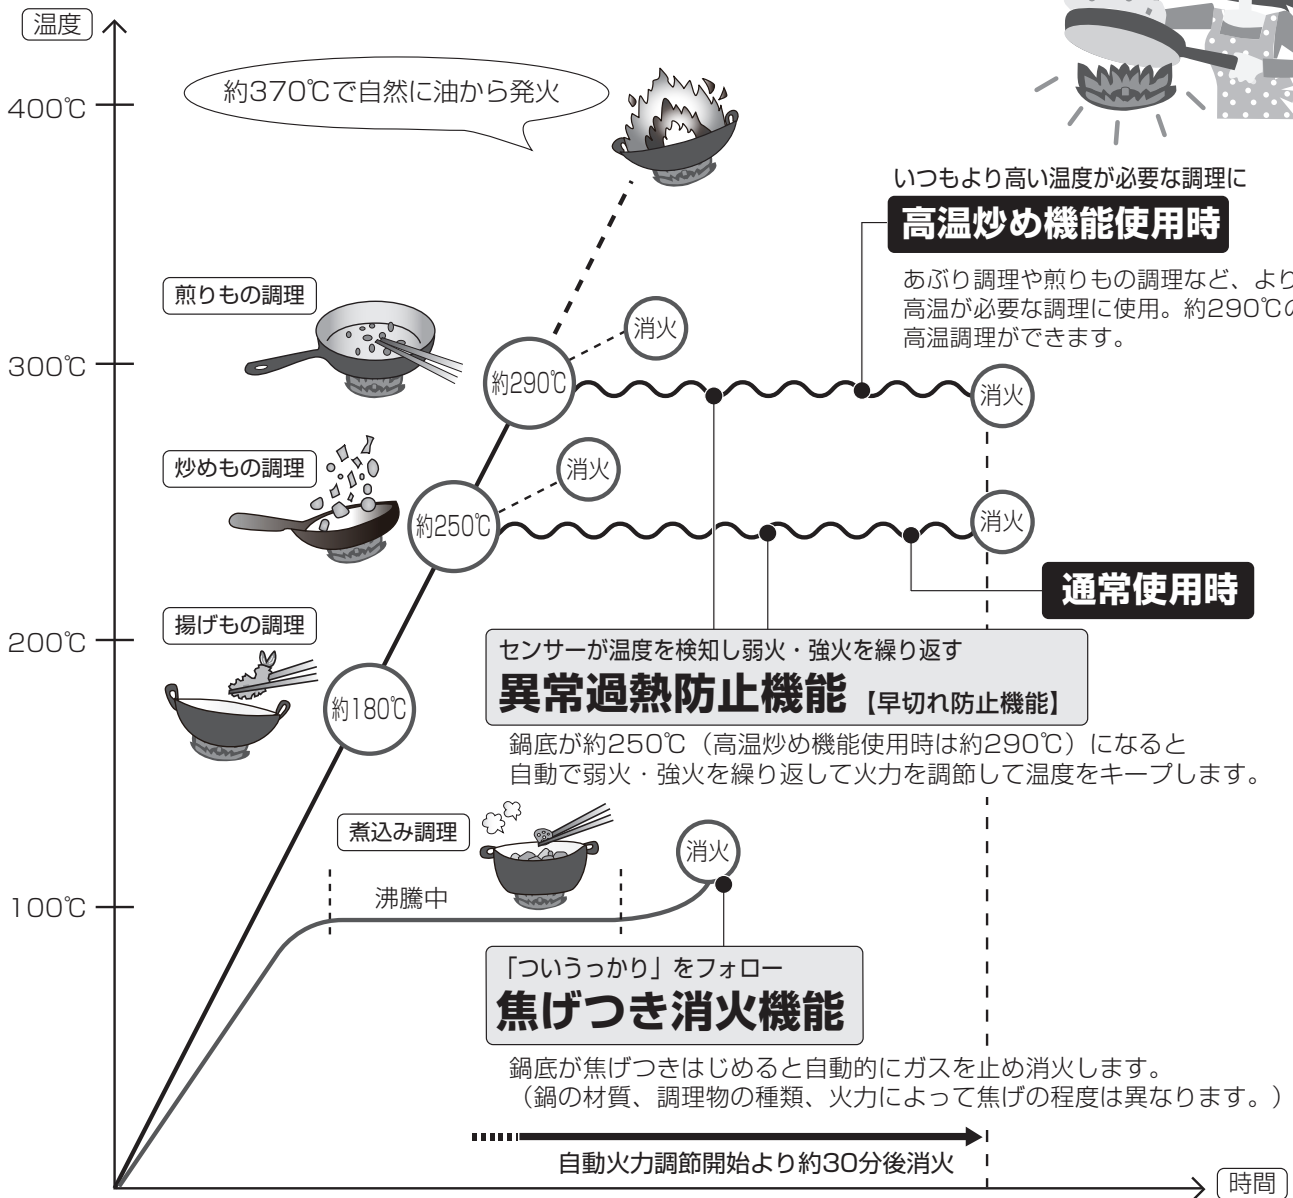 温度
400℃
約370℃で自然に油から発火
いつもより高い温度が必要な調理に
高温炒め機能使用時
あぶり調理や煎りもの調理など、より
高温が必要な調理に使用。約290℃の
高温調理ができます。
煎りもの調理
消火
300℃
約290℃
消火
炒めもの調理
消火
約250℃
消火
通常使用時
揚げもの調理
200℃
センサーが温度を検知し弱火・強火を繰り返す
異常過熱防止機能【早切れ防止機能】
約180℃
鍋底が約250℃（高温炒め機能使用時は約290℃）になると
自動で弱火・強火を繰り返して火力を調節して温度をキープします。
煮込み調理
消火
沸騰中
100℃
「ついうっかり」をフォロー
焦げつき消火機能
鍋底が焦げつきはじめると自動的にガスを止め消火します。
（鍋の材質、調理物の種類、火力によって焦げの程度は異なります。）
自動火力調節開始より約30分後消火
時間